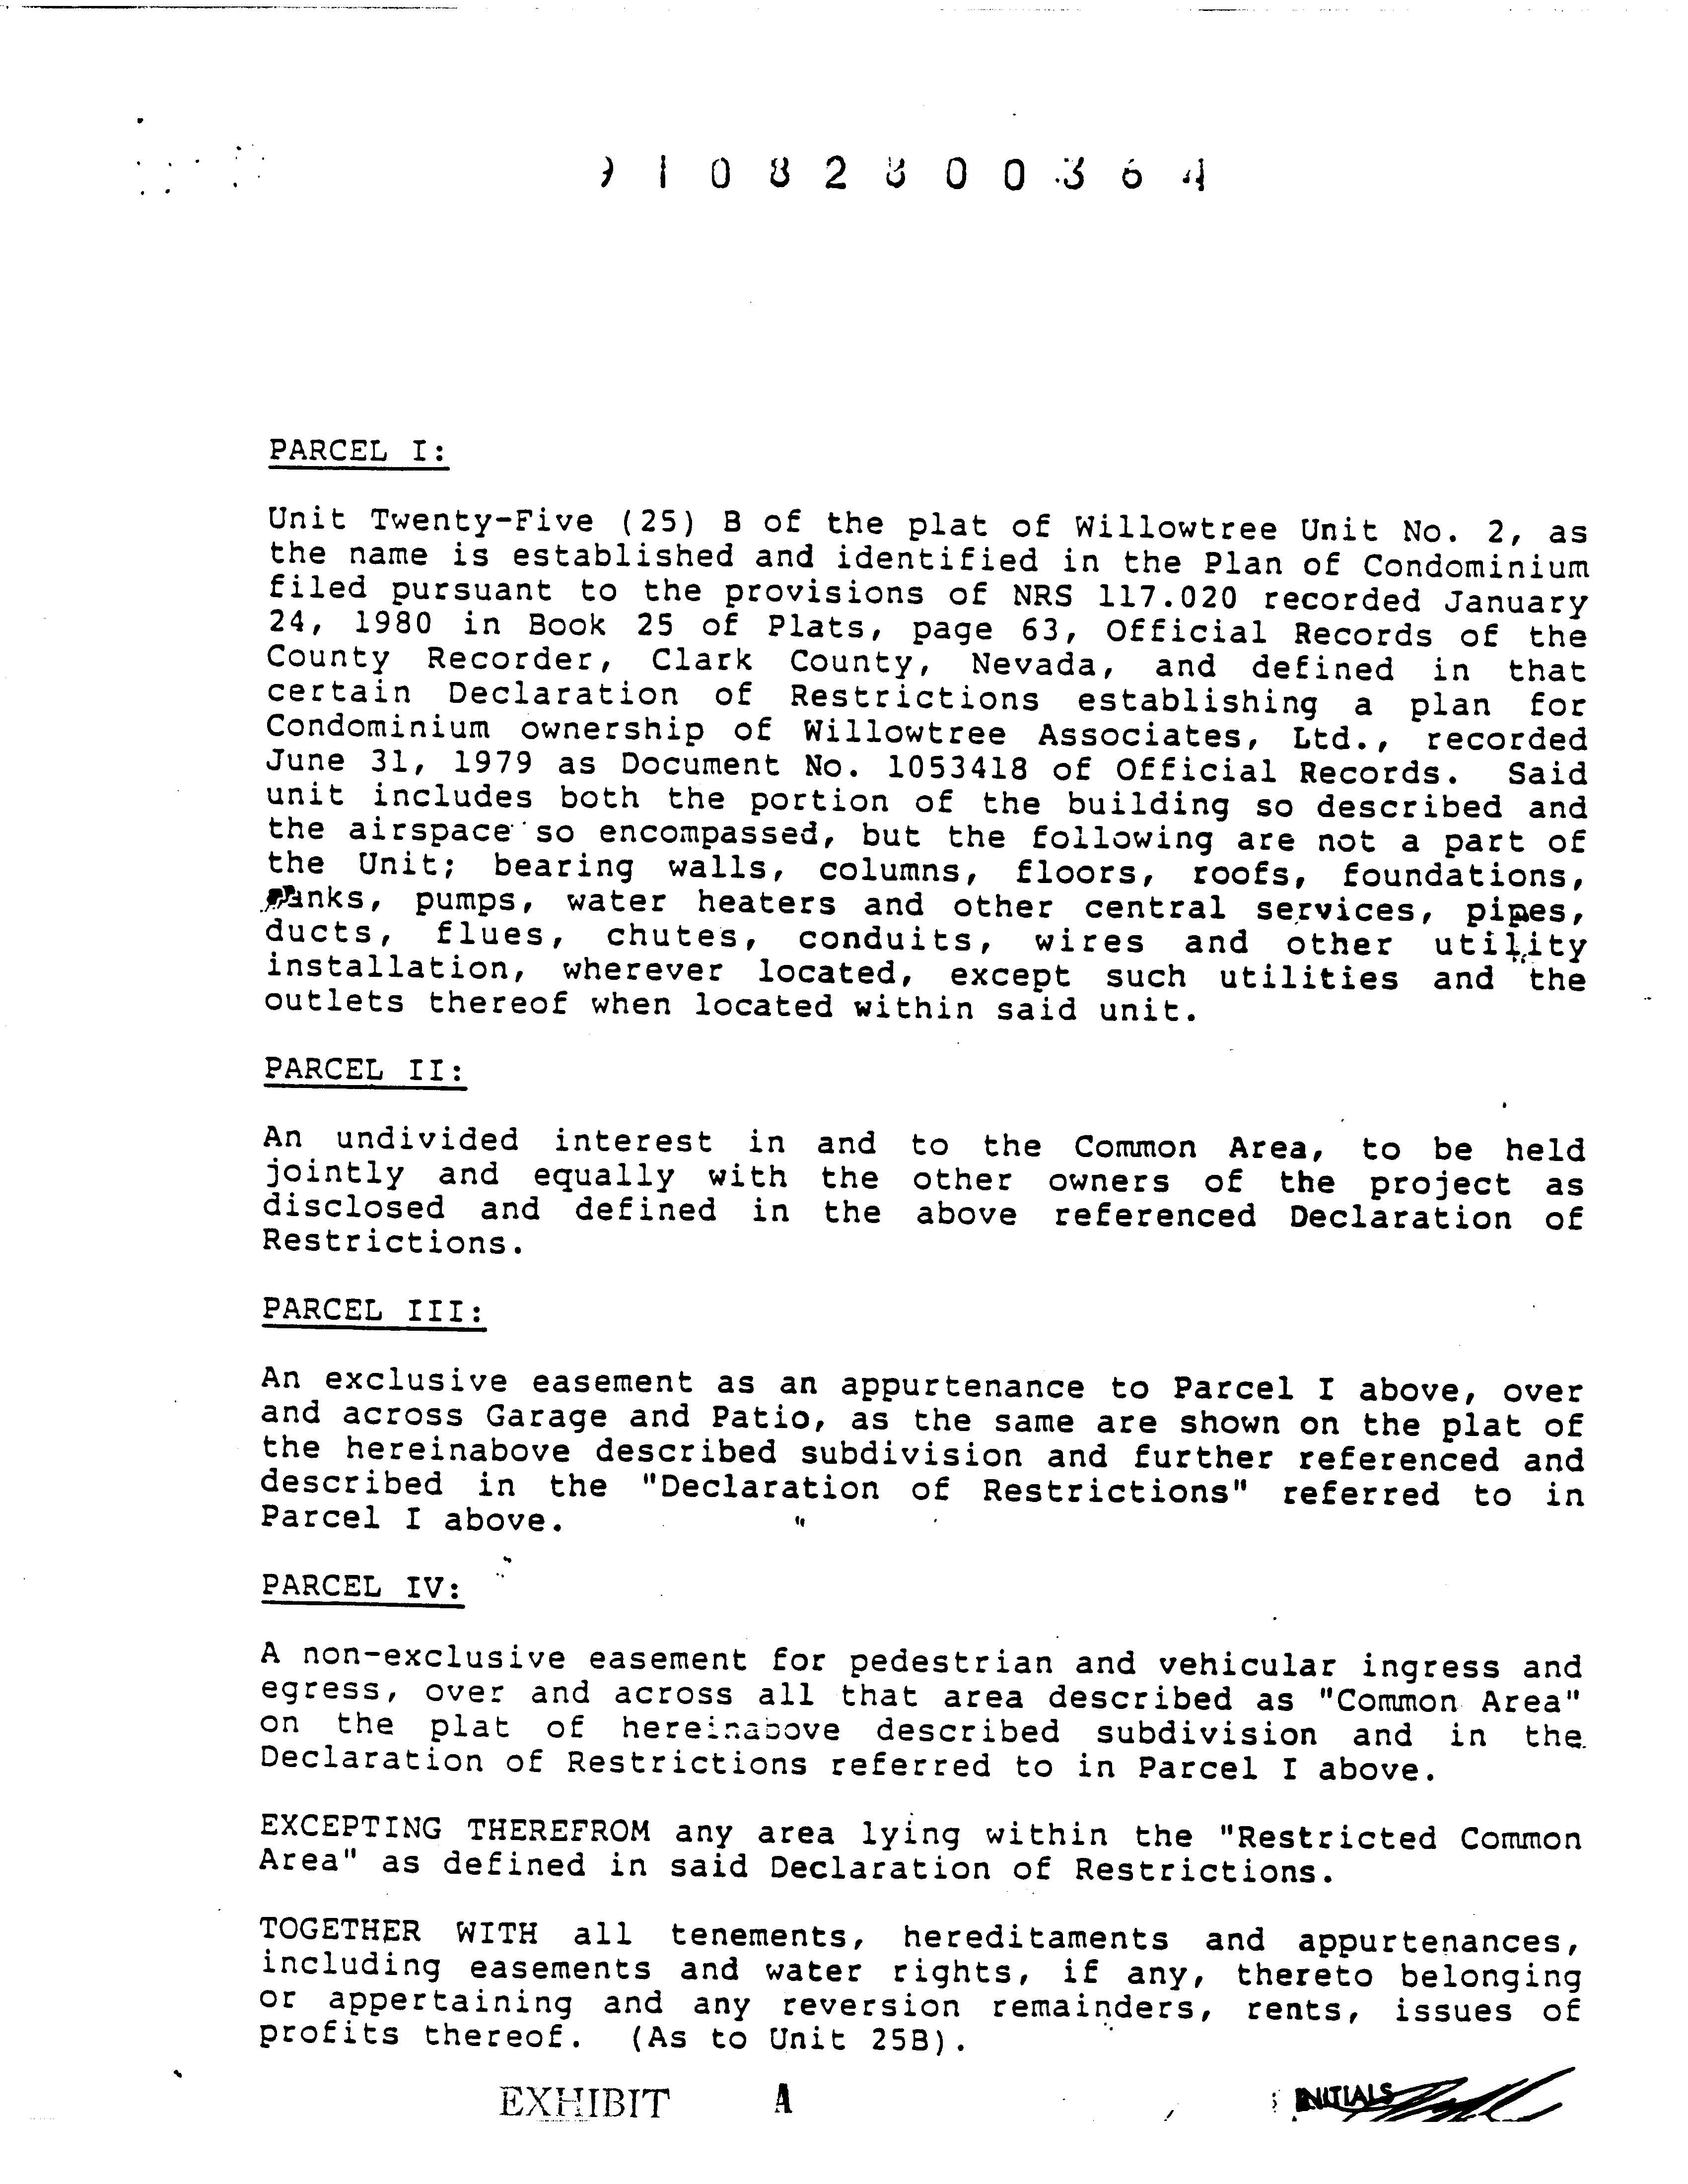 9 1 0 8 2 8 0 0 3 6 4
PARCEL I:
Unit Twenty-Five (25) B of the plat of Willowtree Unit No. 2, as
the name is established and identified in the Plan of Condominium
filed pursuant to the provisions of NRS 117.020 recorded January
24, 1980 in Book 25 of Plats, page 63, Official Records of the
County Recorder, Clark County, Nevada, and defined in that
certain Declaration of Restrictions establishing a plan for
Condominium ownership of Willowtree Associates, Ltd., recorded
June 31, 1979 as Document No. 1053418 of Official Records. Said
unit includes both the portion of the building so described and
the airspace so encompassed, but the following are not a part of
the Unit; bearing walls, columns, floors, roofs, foundations,
tanks, pumps, water heaters and other central services, pipes,
ducts, flues, chutes, conduits, wires and other utility
installation, wherever located, except such utilities and the
outlets thereof when located within said unit.
PARCEL II:
An undivided interest in and to the Common Area, to be held
jointly and equally with the other owners of the project as
disclosed and defined in the above referenced Declaration of
Restrictions.
PARCEL III:
An exclusive easement as an appurtenance to Parcel I above, over
and across Garage and Patio, as the same are shown on the plat of
the hereinabove described subdivision and further referenced and
described in the "Declaration of Restrictions" referred to in
Parcel I above.
PARCEL IV:
A non-exclusive easement for pedestrian and vehicular ingress and
egress, over and across all that area described as "Common Area"
on the plat of hereinabove described subdivision and in the
Declaration of Restrictions referred to in Parcel I above.
EXCEPTING THEREFROM any area lying within the "Restricted Common
Area" as defined in said Declaration of Restrictions.
TOGETHER WITH all tenements, hereditaments and appurtenances,
including easements and water rights, if any, thereto belonging
or appertaining and any reversion remainders, rents, issues of
profits thereof. (As to Unit 25B).
EXHIBIT A
INITIALS